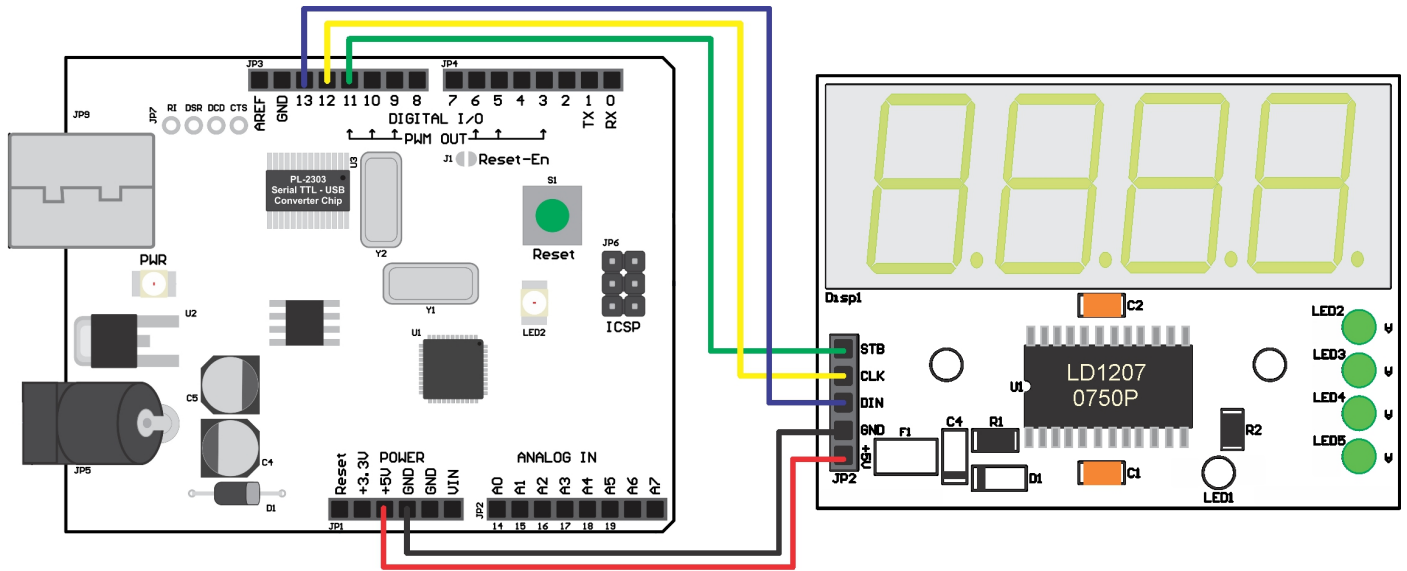 JP3
JP4
AREF
GND
13
12
11
10
9
8
7
6
5
4
3
2
1
0
TX
RX
DIGITAL I/O
PWM OUT
JP9
JP7
RI
DSR
DCD
CTS
U3
PL-2303
Serial TTL - USB
Converter Chip
Y2
J1
Reset-En
S1
Reset
JP6
ICSP
PWR
U2
Y1
LED2
U1
C5
C4
JP5
D1
POWER
Reset
+3.3V
+5V
GND
GND
VIN
JP1
ANALOG IN
JP2
A0
A1
A2
A3
A4
A5
A6
A7
14
15
16
17
18
19
Disp1
C2
STB
CLK
DIN
GND
+5V
JP2
U1
LD1207
0750P
F1
C4
R1
D1
C1
R2
LED1
LED2
LED3
LED4
LED5